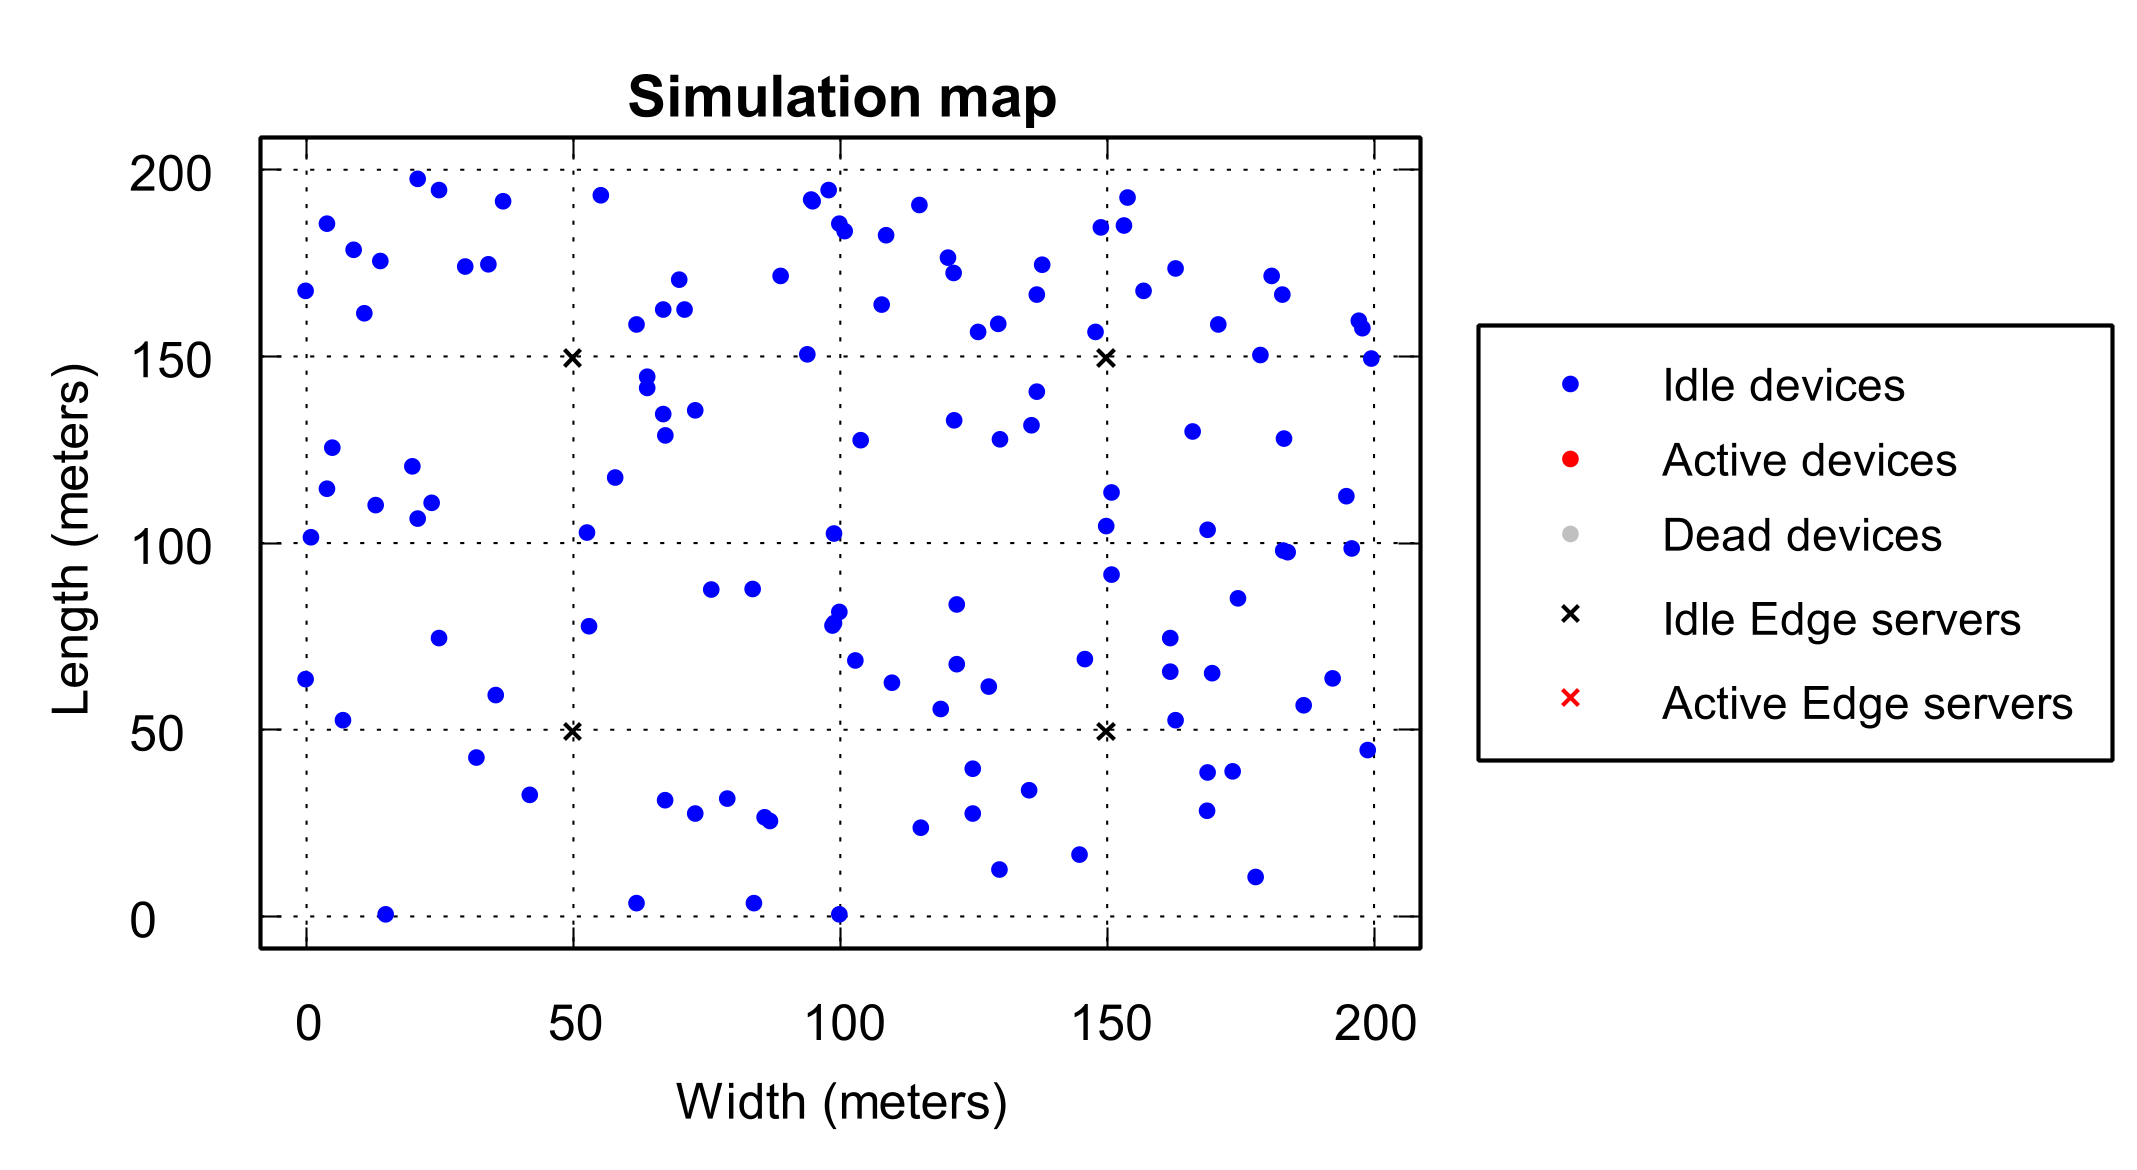 Simulation map
200
150
100
50
0
Length (meters)
0 50 100 150 200
Width (meters)
Idle devices
Active devices
Dead devices
Idle Edge servers
Active Edge servers